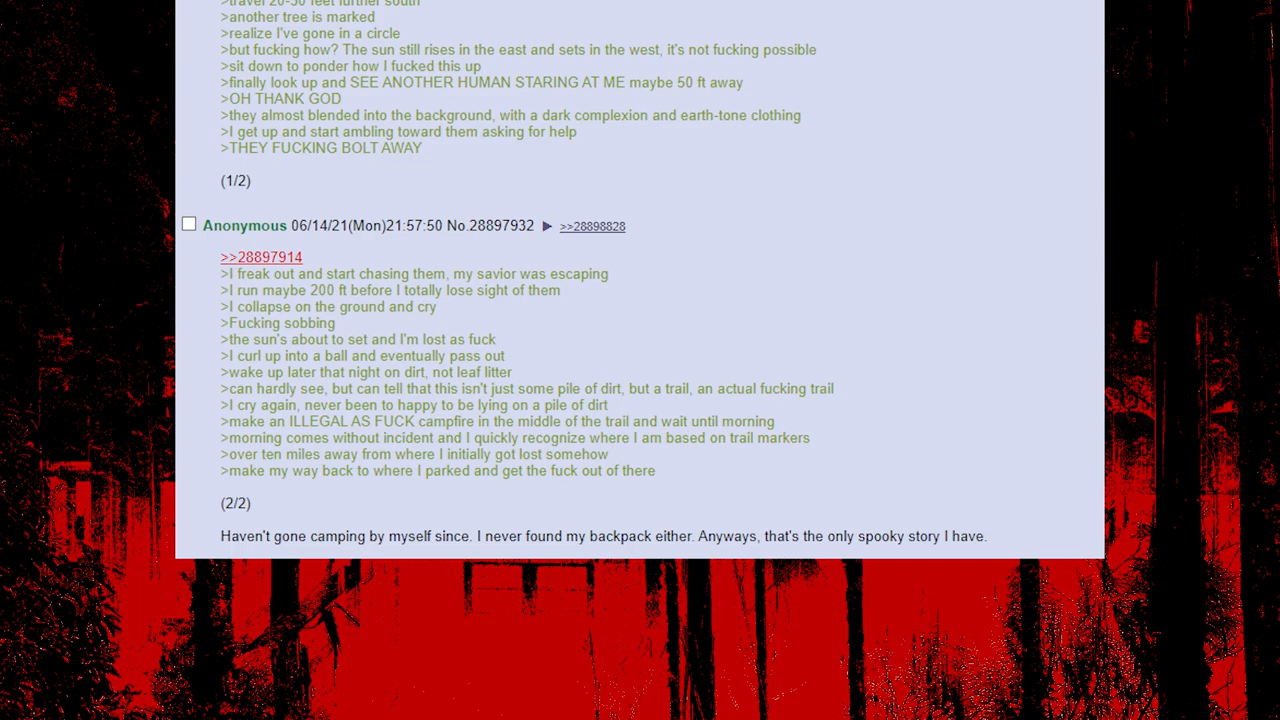 >travel 20-30 feet further south
>another tree is marked
>realize I've gone in a circle
>but fucking how? The sun still rises in the east and sets in the west, it's not fucking possible
>sit down to ponder how I fucked this up
>finally look up and SEE ANOTHER HUMAN STARING AT ME maybe 50 ft away
>OH THANK GOD
>they almost blended into the background, with a dark complexion and earth-tone clothing
>I get up and start ambling toward them asking for help
>THEY FUCKING BOLT AWAY
(1/2)
Anonymous 06/14/21(Mon)21:57:50 No.28897932 ▶ >>28898828
>>28897914
>I freak out and start chasing them, my savior was escaping
>I run maybe 200 ft before I totally lose sight of them
>I collapse on the ground and cry
>Fucking sobbing
>the sun's about to set and I'm lost as fuck
>I curl up into a ball and eventually pass out
>wake up later that night on dirt, not leaf litter
>can hardly see, but can tell that this isn't just some pile of dirt, but a trail, an actual fucking trail
>I cry again, never been to happy to be lying on a pile of dirt
>make an ILLEGAL AS FUCK campfire in the middle of the trail and wait until morning
>morning comes without incident and I quickly recognize where I am based on trail markers
>over ten miles away from where I initially got lost somehow
>make my way back to where I parked and get the fuck out of there
(2/2)
Haven't gone camping by myself since. I never found my backpack either. Anyways, that's the only spooky story I have.